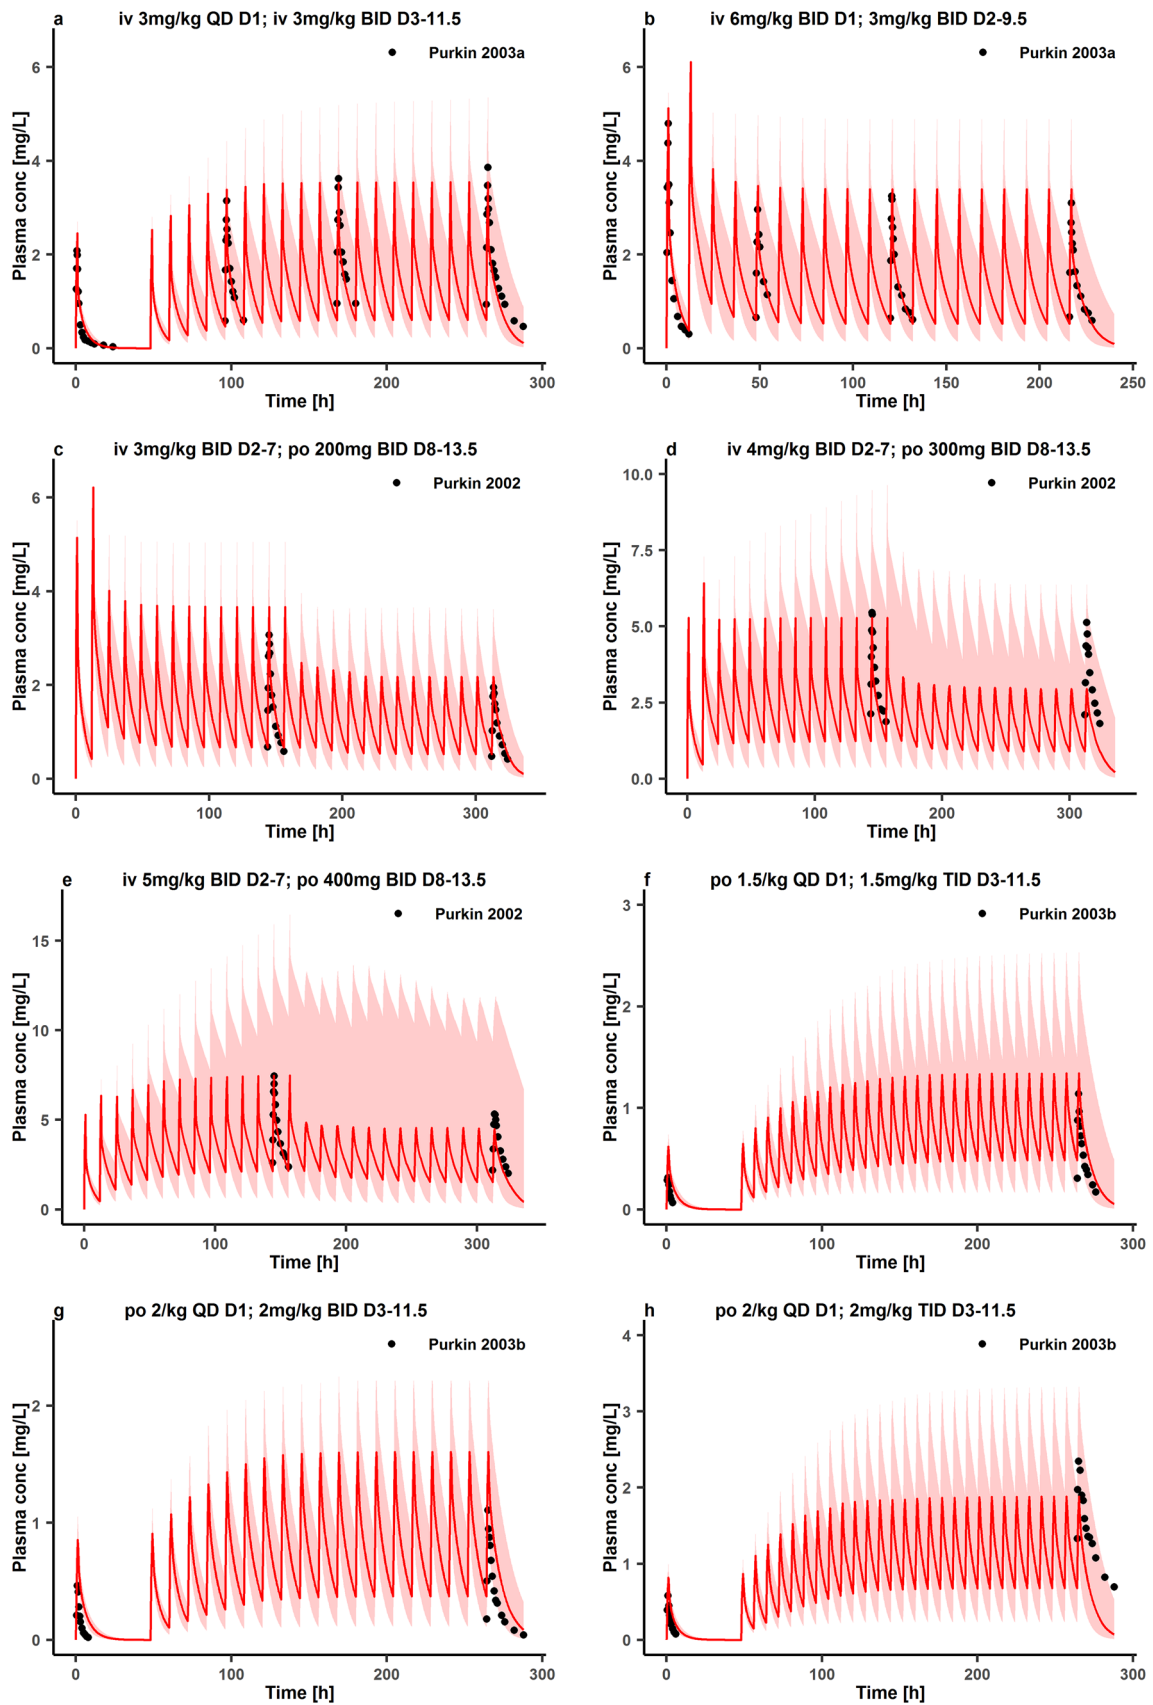 a iv 3mg/kg QD D1; iv 3mg/kg BID D3-11.5
Purkin 2003a
Plasma conc [mg/L]
6
4
2
0
0 100 200 300
Time [h]
b iv 6mg/kg BID D1; 3mg/kg BID D2-9.5
Purkin 2003a
Plasma conc [mg/L]
6
4
2
0
0 50 100 150 200 250
Time [h]
c iv 3mg/kg BID D2-7; po 200mg BID D8-13.5
Purkin 2002
Plasma conc [mg/L]
6
4
2
0
0 100 200 300
Time [h]
d iv 4mg/kg BID D2-7; po 300mg BID D8-13.5
Purkin 2002
Plasma conc [mg/L]
10.0
7.5
5.0
2.5
0.0
0 100 200 300
Time [h]
e iv 5mg/kg BID D2-7; po 400mg BID D8-13.5
Purkin 2002
Plasma conc [mg/L]
15
10
5
0
0 100 200 300
Time [h]
f po 1.5/kg QD D1; 1.5mg/kg TID D3-11.5
Purkin 2003b
Plasma conc [mg/L]
3
2
1
0
0 100 200 300
Time [h]
g po 2/kg QD D1; 2mg/kg BID D3-11.5
Purkin 2003b
Plasma conc [mg/L]
2
1
0
0 100 200 300
Time [h]
h po 2/kg QD D1; 2mg/kg TID D3-11.5
Purkin 2003b
Plasma conc [mg/L]
4
3
2
1
0
0 100 200 300
Time [h]